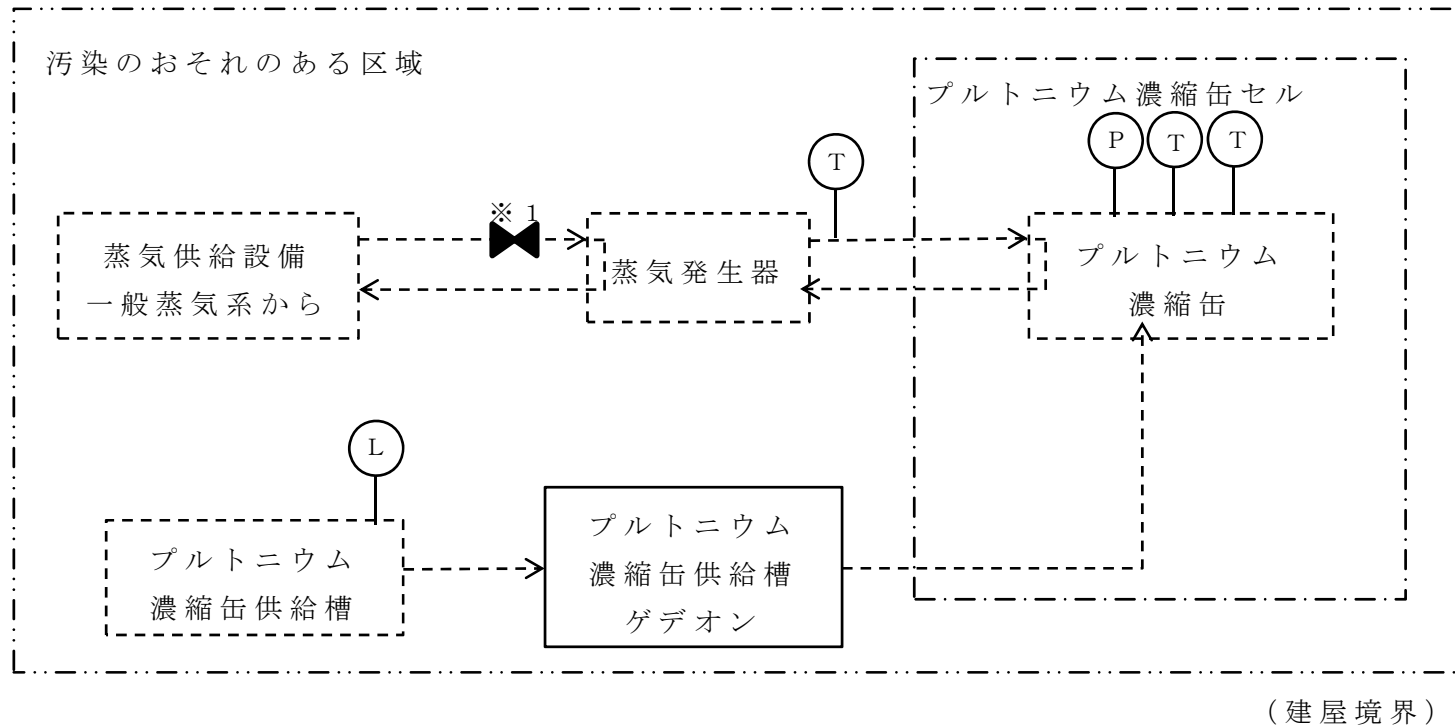 汚染のおそれのある区域
プルトニウム濃縮缶セル
P
T
T
T
※1
蒸気供給設備
一般蒸気系から
蒸気発生器
プルトニウム
濃縮缶
L
プルトニウム
濃縮缶供給槽
プルトニウム
濃縮缶供給槽
ゲデオン
(建屋境界)